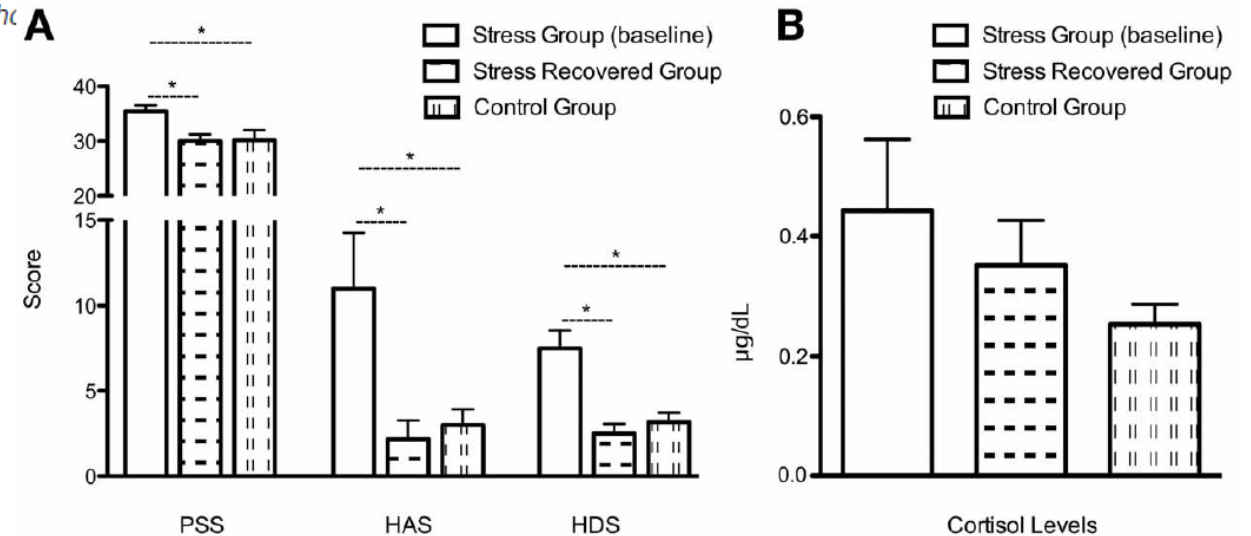 A
Stress Group (baseline)
Stress Recovered Group
Control Group
*
*
*
*
*
*
40
30
20
15
10
5
0
Score
PSS
HAS
HDS
B
Stress Group (baseline)
Stress Recovered Group
Control Group
0.6
0.4
0.2
0.0
µg/dL
Cortisol Levels